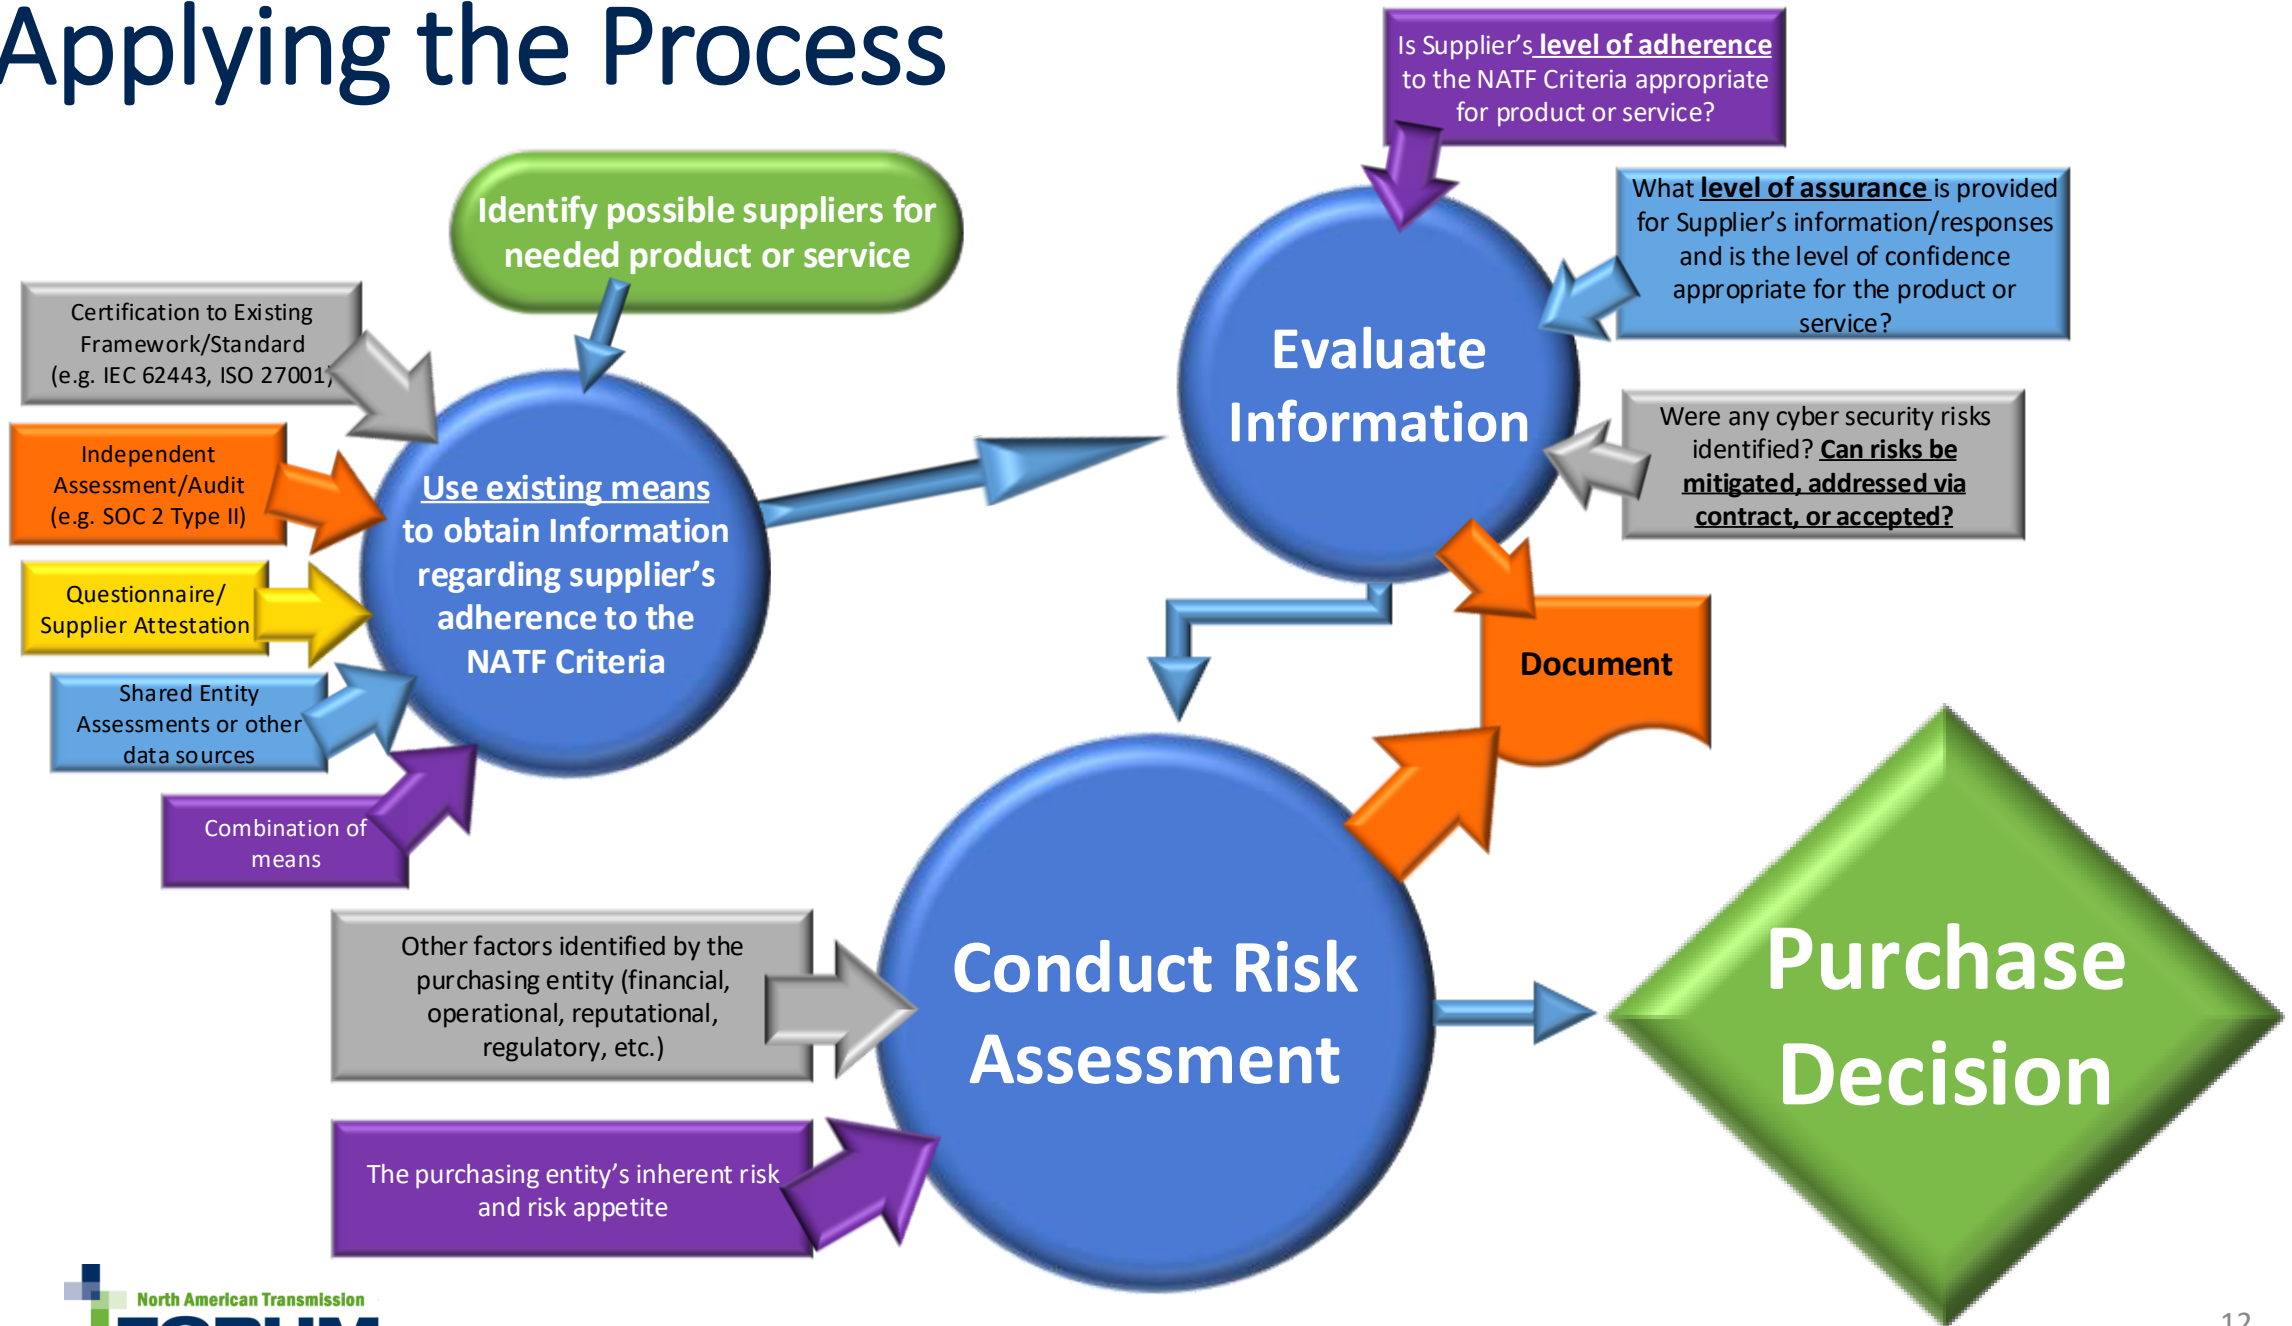 Applying the Process
Is Supplier's level of adherence
to the NATF Criteria appropriate
for product or service?
Identify possible suppliers for
needed product or service
What level of assurance is provided
for Supplier's information/responses
and is the level of confidence
appropriate for the product or
service?
Certification to Existing
Framework/Standard
(e.g. IEC 62443, ISO 27001)
Evaluate
Information
Were any cyber security risks
identified? Can risks be
mitigated, addressed via
contract, or accepted?
Independent
Assessment/Audit
(e.g. SOC 2 Type II)
Use existing means
to obtain Information
regarding supplier's
adherence to the
NATF Criteria
Questionnaire/
Supplier Attestation
Document
Shared Entity
Assessments or other
data sources
Combination of
means
Other factors identified by the
purchasing entity (financial,
operational, reputational,
regulatory, etc.)
Conduct Risk
Assessment
Purchase
Decision
The purchasing entity's inherent risk
and risk appetite
North American Transmission
FORUM
12